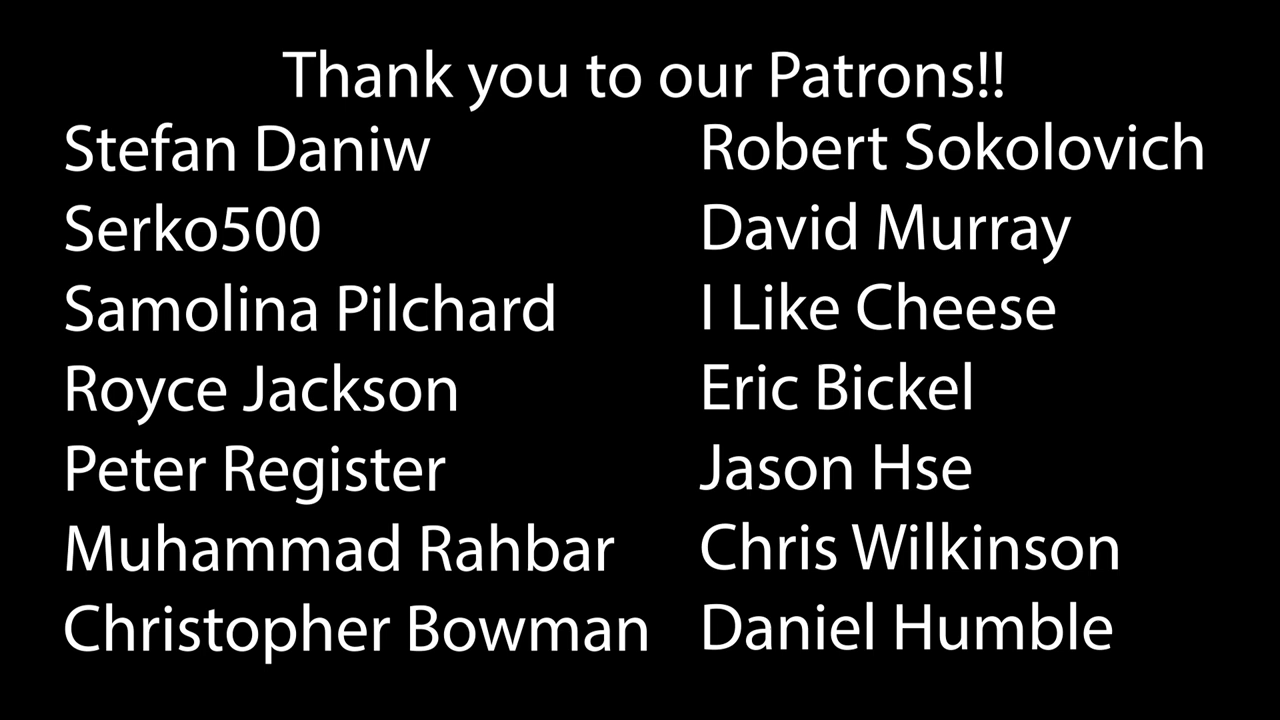 Thank you to our Patrons!!
Stefan Daniw
Serko500
Samolina Pilchard
Royce Jackson
Peter Register
Muhammad Rahbar
Christopher Bowman
Robert Sokolovich
David Murray
I Like Cheese
Eric Bickel
Jason Hse
Chris Wilkinson
Daniel Humble